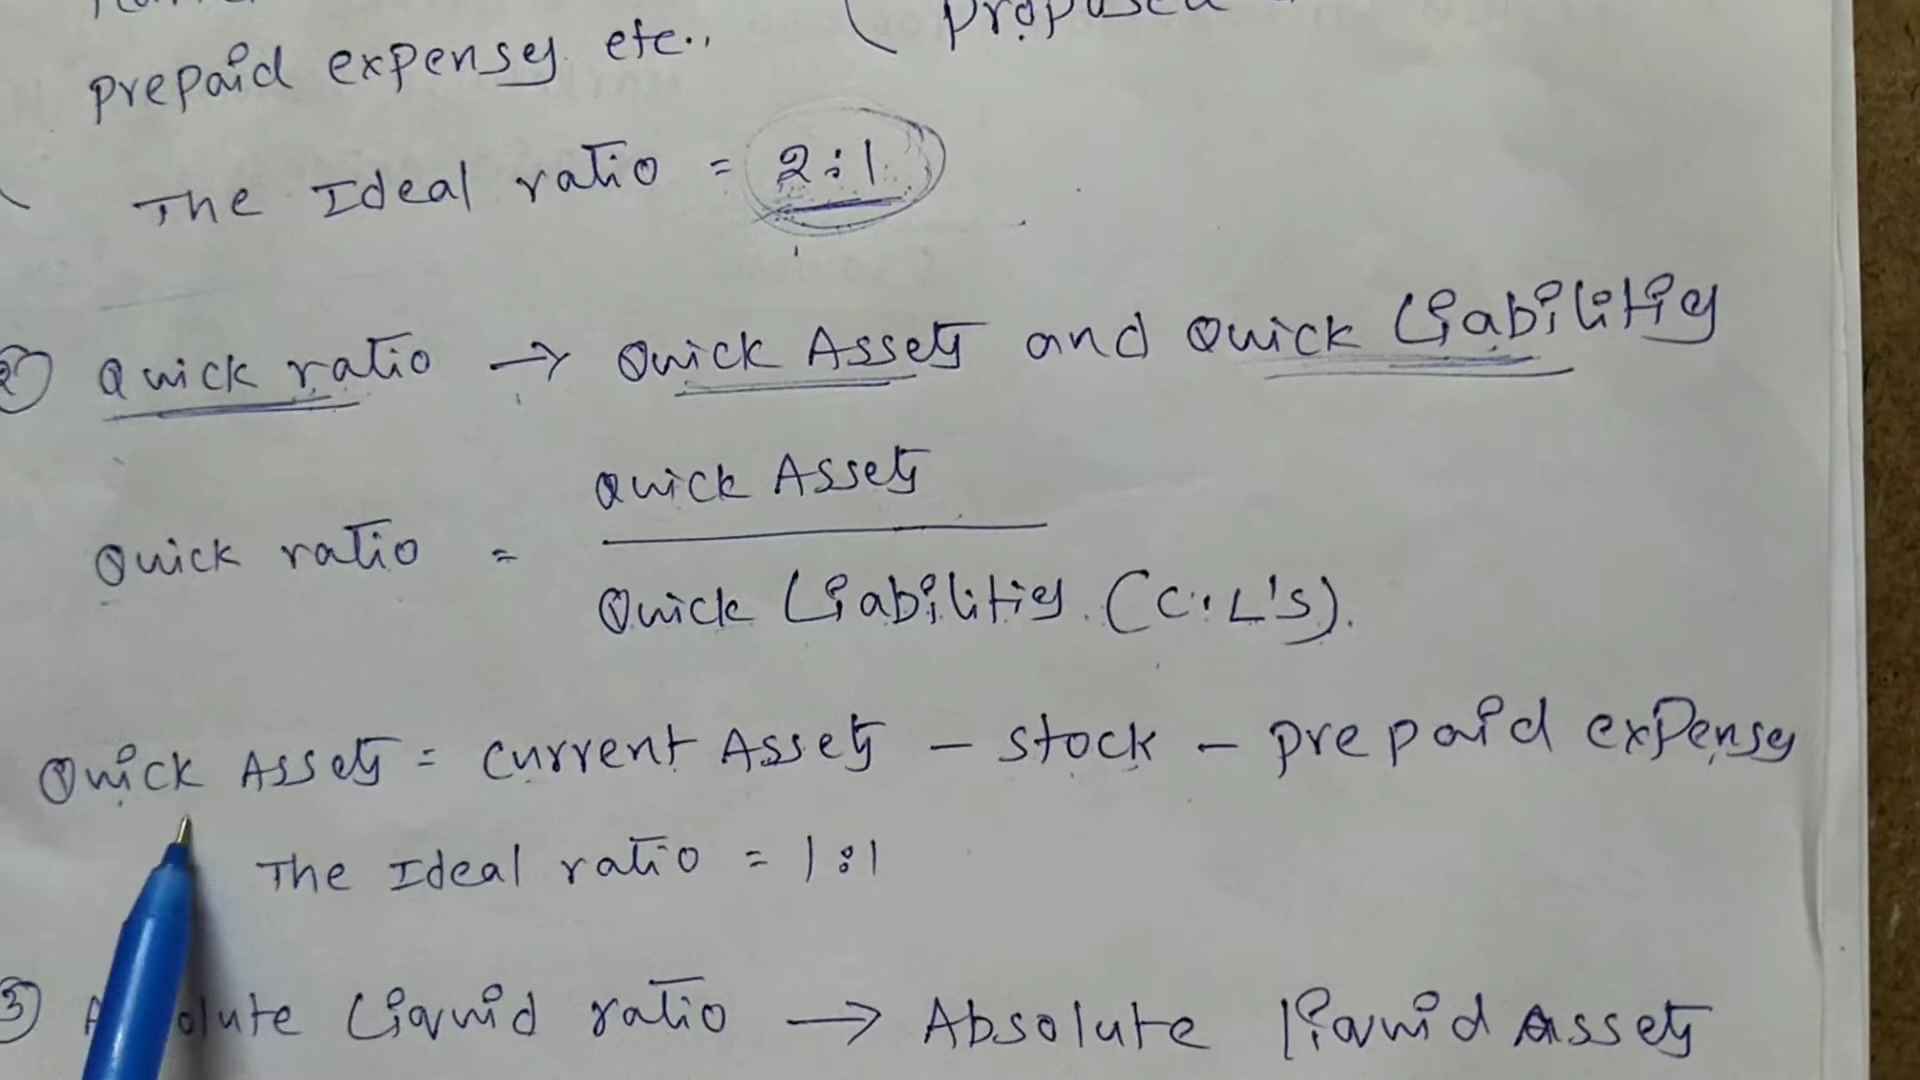 prepaid expenses etc..,
(Proposed
The Ideal ratio = 2:1
② Quick ratio → Quick Assets and Quick Liabilities
Quick Assets
Quick ratio =
Quick Liabilities (C.L's).
Quick Assets = Current Assets - stock - prepaid expenses
The Ideal ratio = 1:1
③ Absolute Liquid ratio → Absolute liquid Assets